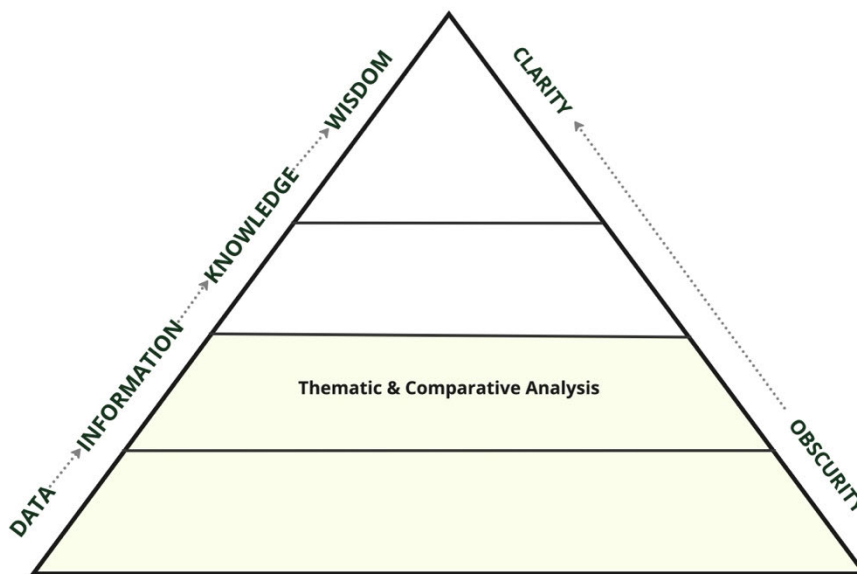 WISDOM
CLARITY
KNOWLEDGE
INFORMATION
Thematic & Comparative Analysis
DATA
OBSCURITY